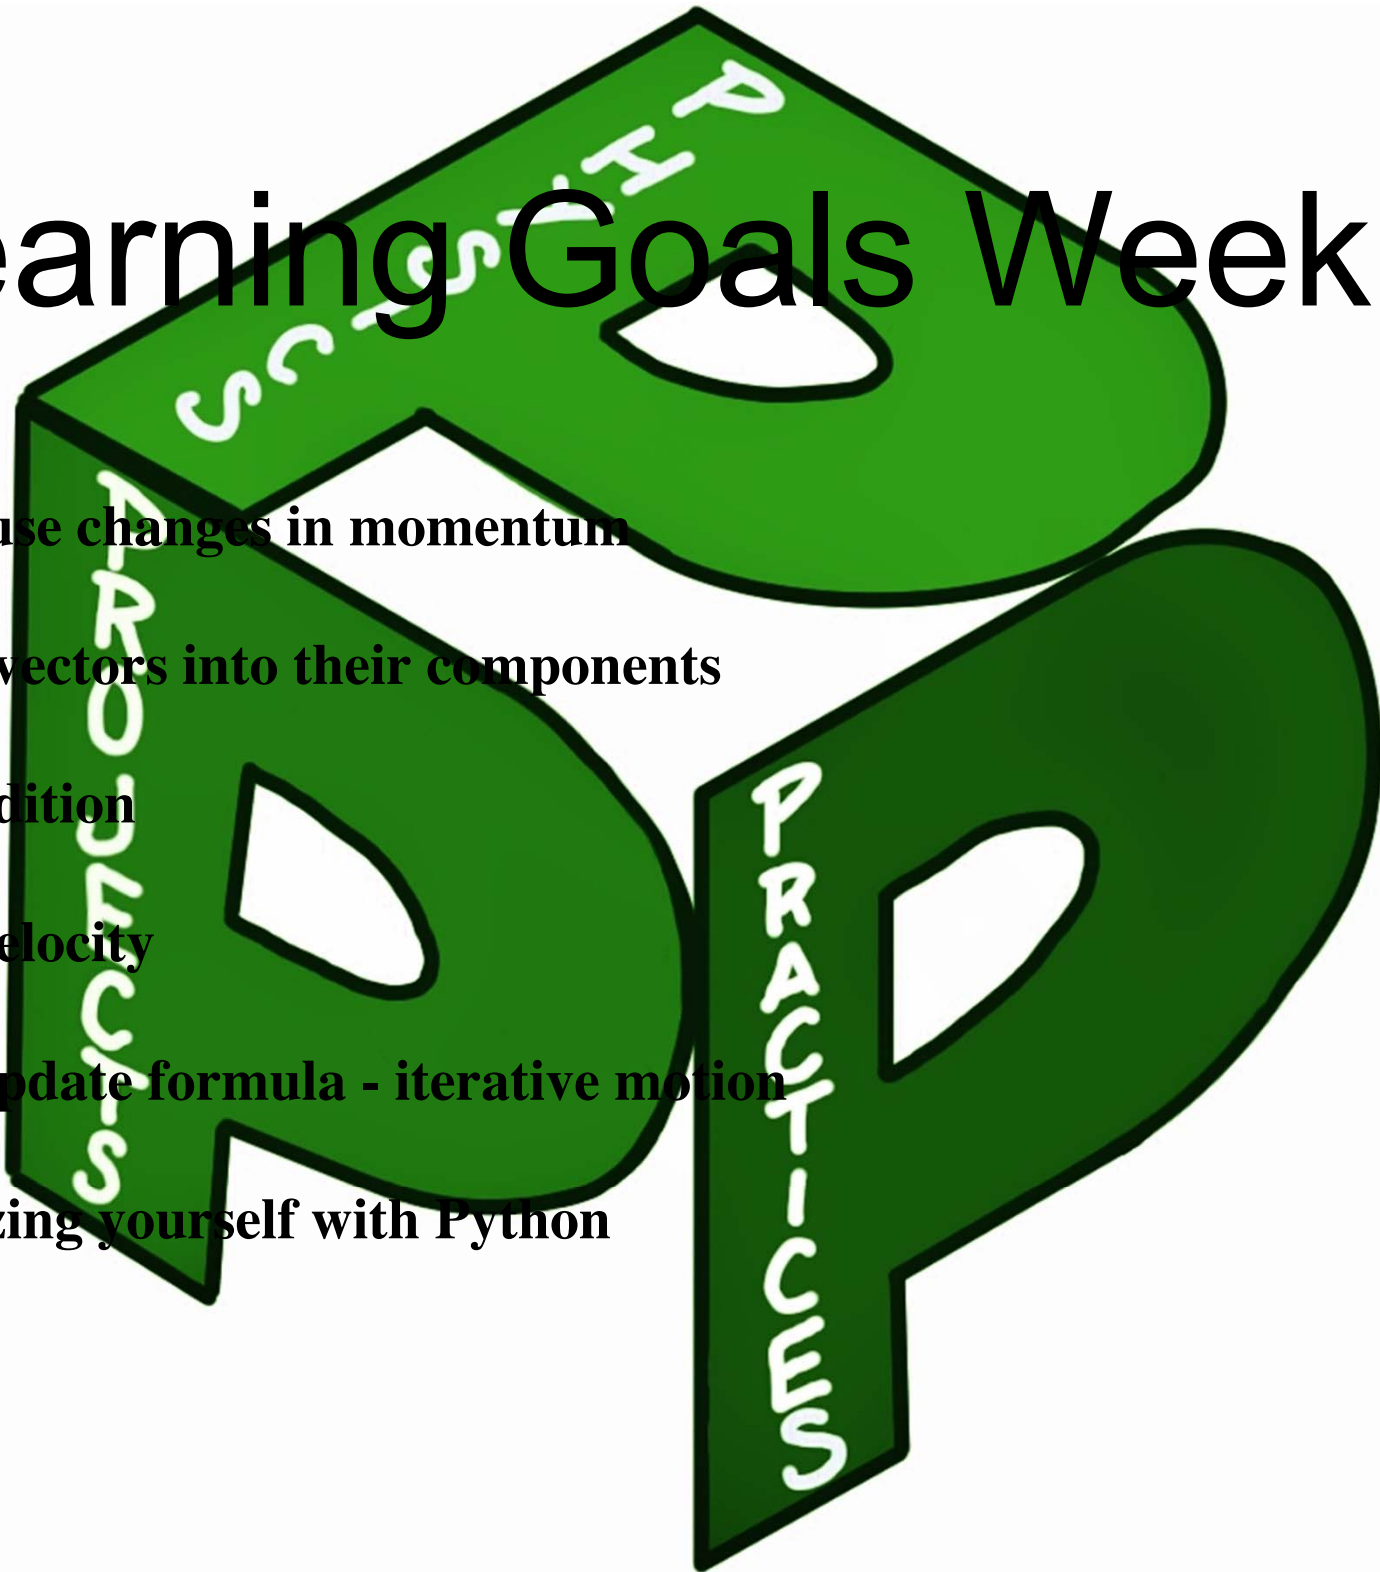 PHYSICS
earning Goals Week
PROJECTS
use changes in momentum
vectors into their components
dition
elocity
pdate formula - iterative motion
zing yourself with Python
PRACTICES